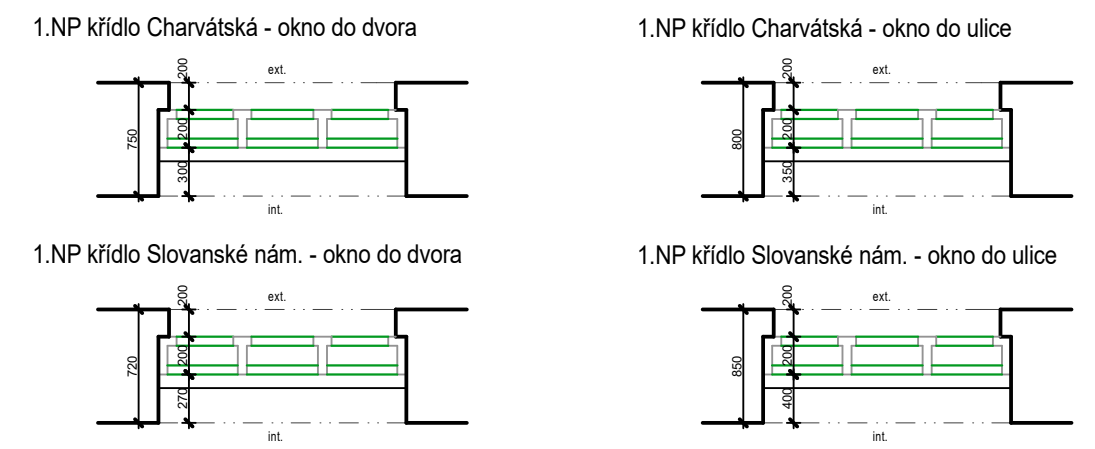 1.NP křídlo Charvátská - okno do dvora
200
ext.
750
200
300
int.
1.NP křídlo Charvátská - okno do ulice
200
ext.
800
200
350
int.
1.NP křídlo Slovanské nám. - okno do dvora
200
ext.
720
200
270
int.
1.NP křídlo Slovanské nám. - okno do ulice
200
ext.
850
200
400
int.